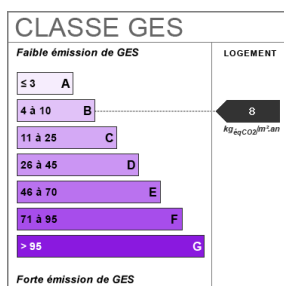 CLASSE GES
Faible émission de GES
LOGEMENT
≤ 3 A
4 à 10 B
8
kgéqCO2/m².an
11 à 25 C
26 à 45 D
46 à 70 E
71 à 95 F
> 95 G
Forte émission de GES